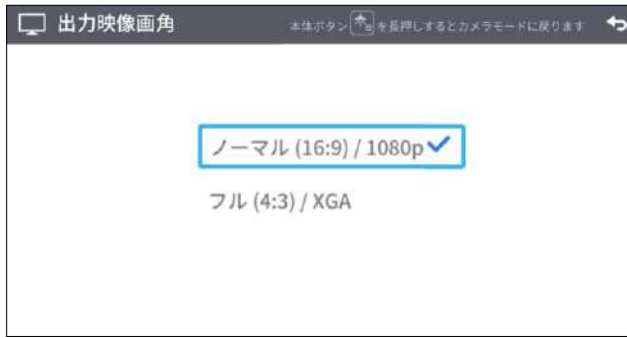 出力映像画角
本体ボタンを長押しするとカメラモードに戻ります
ノーマル (16:9) / 1080p
フル (4:3) / XGA